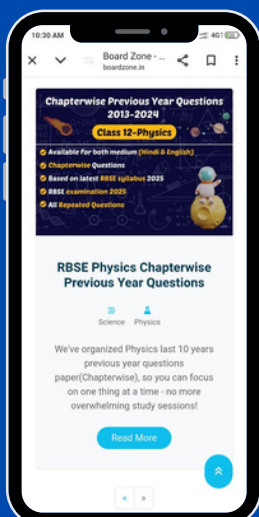 10:30 AM
4G
Board Zone - ...
boardzone.in
Chapterwise Previous Year Questions
2013-2024
Class 12-Physics
Available for both medium (Hindi & English)
Chapterwise Questions
Based on latest RBSE syllabus 2025
RBSE examination 2025
All Repeated Questions
RBSE Physics Chapterwise
Previous Year Questions
Science Physics
We've organized Physics last 10 years
previous year questions
paper(Chapterwise), so you can focus
on one thing at a time - no more
overwhelming study sessions!
Read More
« »